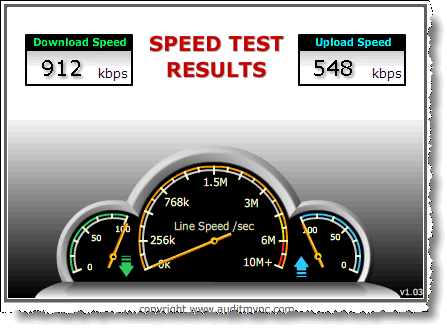 Download Speed
912 kbps
SPEED TEST
RESULTS
Upload Speed
548 kbps
1.5M
768k
3M
Line Speed /sec
256k
6M
0k
10M+
100
50
0
100
50
0
v1.03
copyright www.auditmypc.com